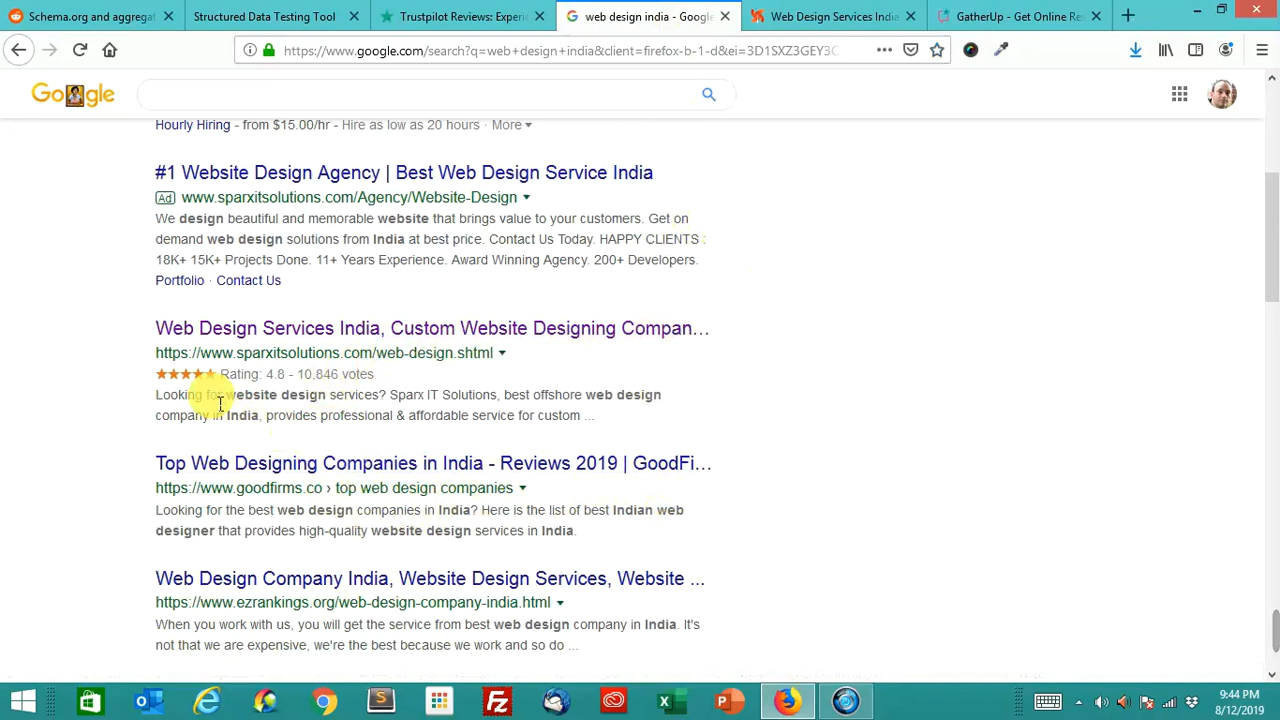 Schema.org and aggregat
Structured Data Testing Tool
Trustpilot Reviews: Experi
web design india - Google
Web Design Services India
GatherUp - Get Online Re
https://www.google.com/search?q=web+design+india&client=firefox-b-1-d&ei=3D1SXZ3GEY3C
Google
Hourly Hiring - from $15.00/hr - Hire as low as 20 hours · More
#1 Website Design Agency | Best Web Design Service India
Ad www.sparxitsolutions.com/Agency/Website-Design
We design beautiful and memorable website that brings value to your customers. Get on
demand web design solutions from India at best price. Contact Us Today. HAPPY CLIENTS :
18K+ 15K+ Projects Done. 11+ Years Experience. Award Winning Agency. 200+ Developers.
Portfolio · Contact Us
Web Design Services India, Custom Website Designing Compan...
https://www.sparxitsolutions.com/web-design.shtml
Rating: 4.8 - 10,846 votes
Looking for website design services? Sparx IT Solutions, best offshore web design
company in India, provides professional & affordable service for custom ...
Top Web Designing Companies in India - Reviews 2019 | GoodFi...
https://www.goodfirms.co › top web design companies
Looking for the best web design companies in India? Here is the list of best Indian web
designer that provides high-quality website design services in India.
Web Design Company India, Website Design Services, Website ...
https://www.ezrankings.org/web-design-company-india.html
When you work with us, you will get the service from best web design company in India. It's
not that we are expensive, we're the best because we work and so do ...
9:44 PM
8/12/2019